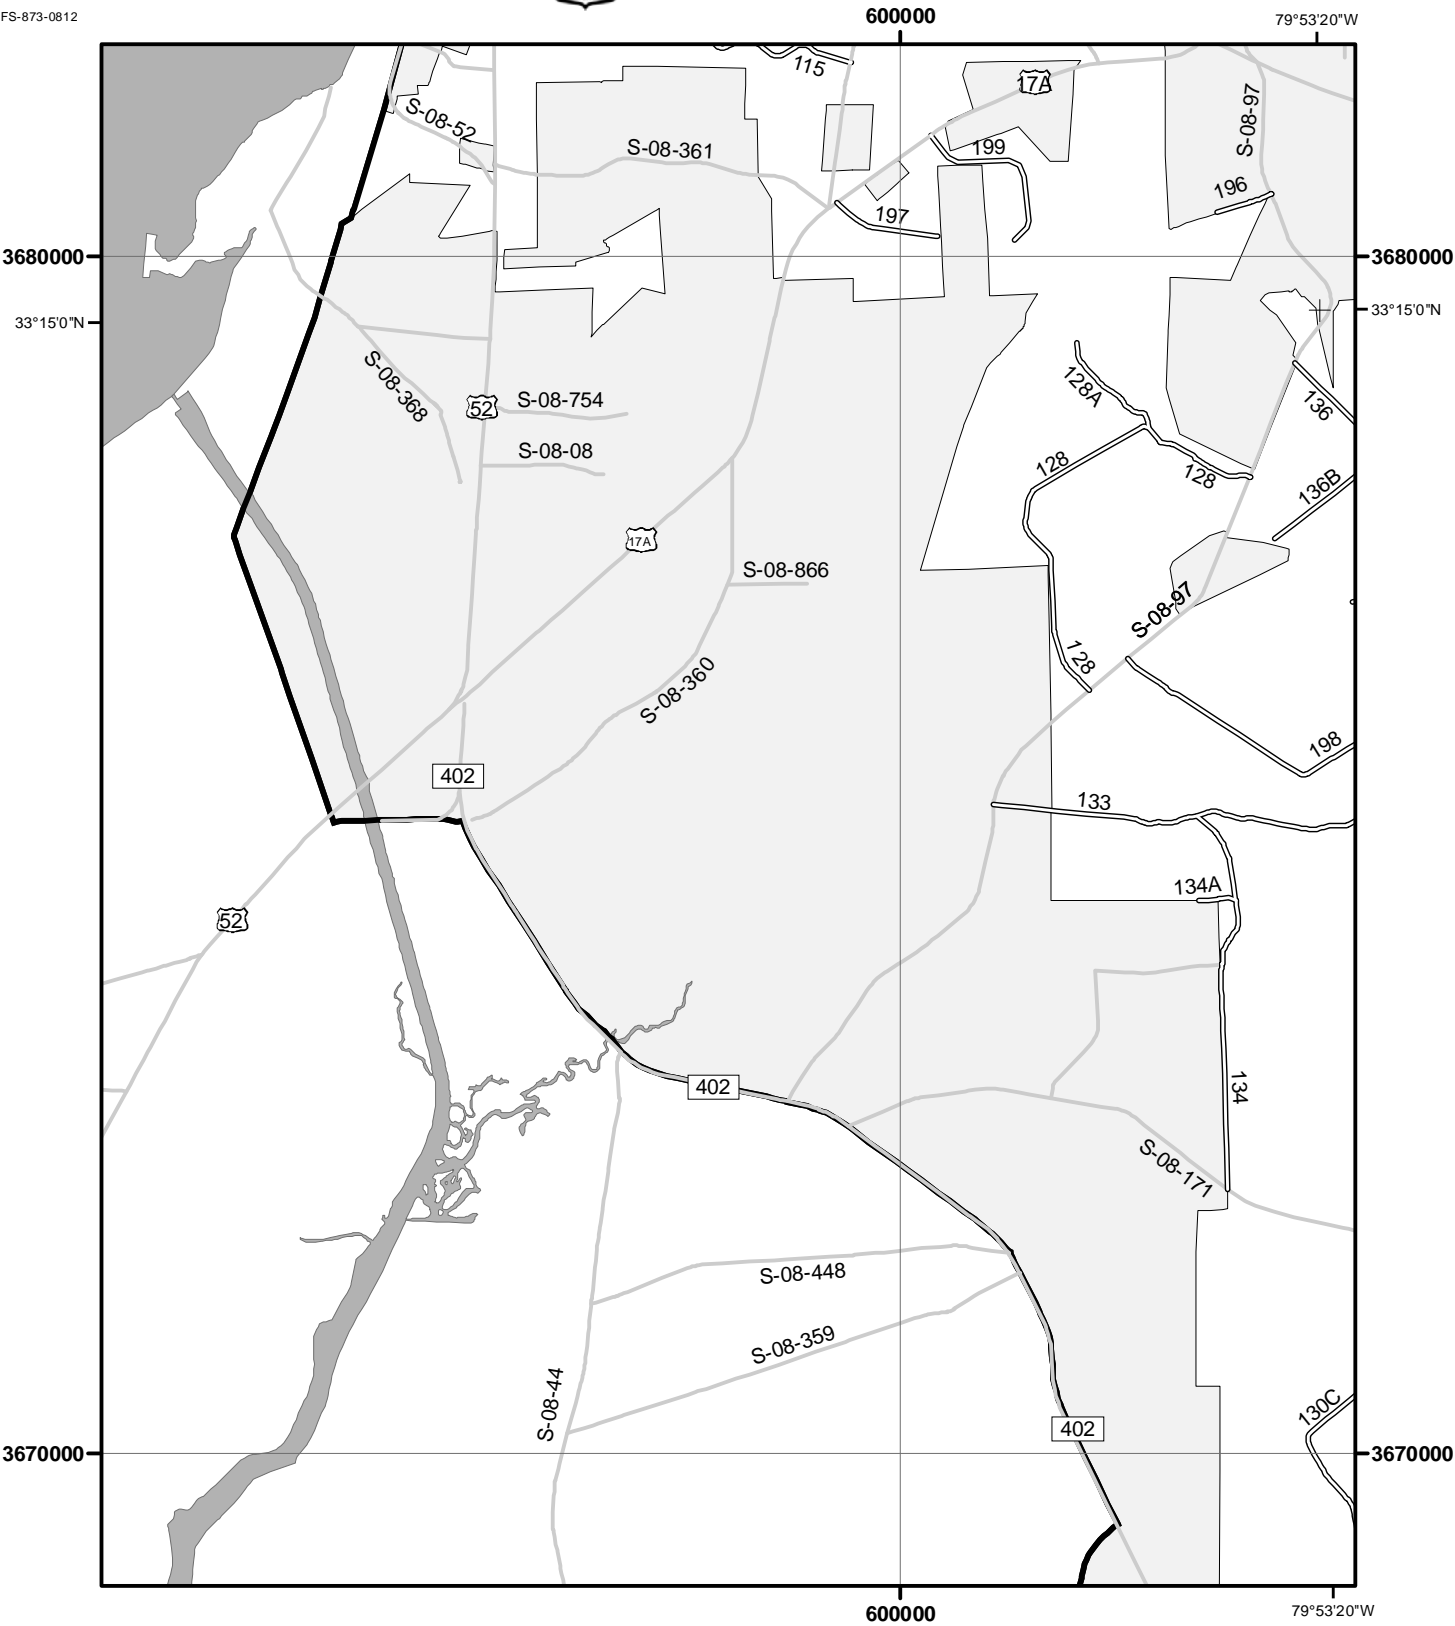 FS-873-0812
600000
79°53'20"W
115
17A
S-08-97
S-08-52
S-08-361
199
196
197
3680000
3680000
33°15'0"N
33°15'0"N
S-08-368
128A
52
S-08-754
136
S-08-08
128
128
136B
17A
S-08-866
S-08-97
128
S-08-360
198
402
133
134A
52
402
134
S-08-171
S-08-448
S-08-359
S-08-44
130C
402
3670000
3670000
600000
79°53'20"W